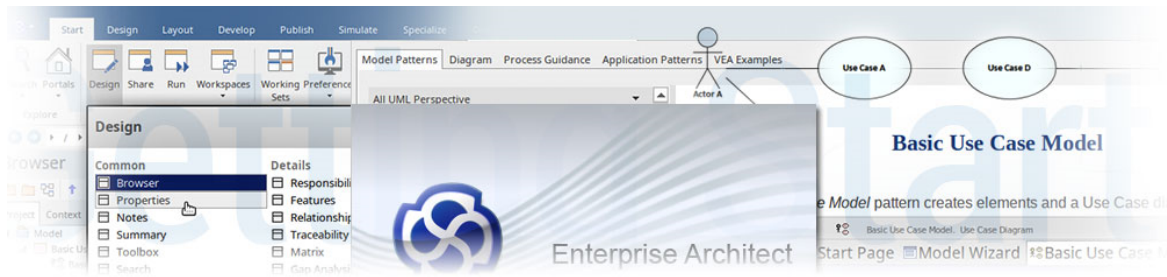 Start Design Layout Develop Publish Simulate Specialize
Portals Design Share Run Workspaces Working Sets Preference
Explore
Model Patterns Diagram Process Guidance Application Patterns VEA Examples
All UML Perspective
Actor A
Use Case A
Use Case D
Design
Common
Browser
Properties
Notes
Summary
Toolbox
Search
Details
Responsibili
Features
Relationship
Traceability
Matrix
Gap Analysi
Browser
Project Context
Model
Basic Us
Enterprise Architect
Basic Use Case Model
e Model pattern creates elements and a Use Case di
Basic Use Case Model. Use Case Diagram
Start Page Model Wizard Basic Use Case M